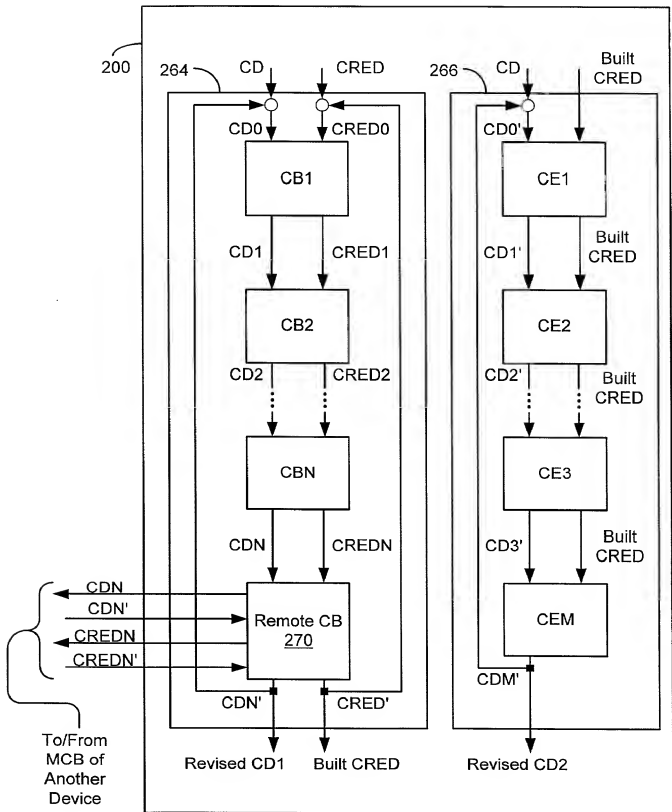 200
264
CD
CRED
266
CD
Built
CRED
CD0
CRED0
CD0'
CB1
CE1
CD1
CRED1
CD1'
Built
CRED
CB2
CE2
CD2
CRED2
CD2'
Built
CRED
CBN
CE3
CDN
CREDN
CD3'
Built
CRED
CDN
CDN'
CREDN
CREDN'
Remote CB
270
CEM
CDN'
CRED'
CDM'
To/From
MCB of
Another
Device
Revised CD1
Built CRED
Revised CD2